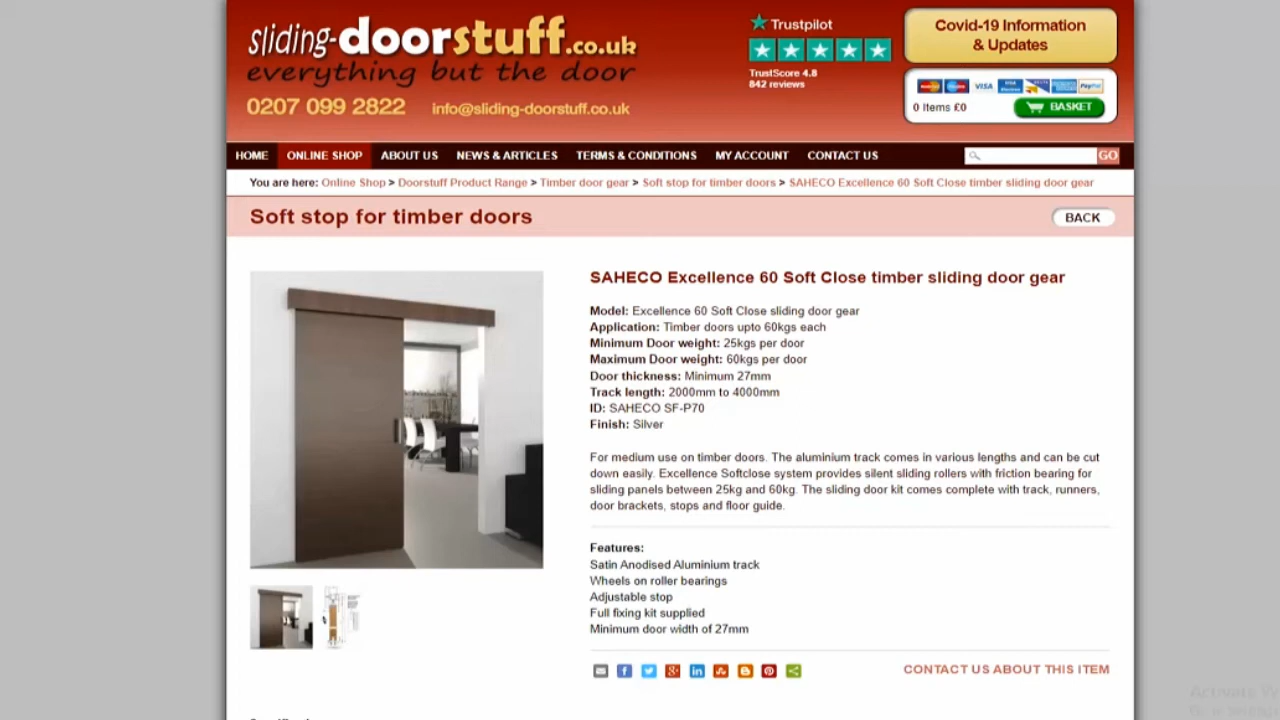 sliding-doorstuff.co.uk
everything but the door
0207 099 2822 info@sliding-doorstuff.co.uk
Trustpilot
TrustScore 4.8
842 reviews
Covid-19 Information
& Updates
0 Items £0 BASKET
HOME ONLINE SHOP ABOUT US NEWS & ARTICLES TERMS & CONDITIONS MY ACCOUNT CONTACT US GO
You are here: Online Shop > Doorstuff Product Range > Timber door gear > Soft stop for timber doors > SAHECO Excellence 60 Soft Close timber sliding door gear
Soft stop for timber doors BACK
SAHECO Excellence 60 Soft Close timber sliding door gear
Model: Excellence 60 Soft Close sliding door gear
Application: Timber doors upto 60kgs each
Minimum Door weight: 25kgs per door
Maximum Door weight: 60kgs per door
Door thickness: Minimum 27mm
Track length: 2000mm to 4000mm
ID: SAHECO SF-P70
Finish: Silver
For medium use on timber doors. The aluminium track comes in various lengths and can be cut
down easily. Excellence Softclose system provides silent sliding rollers with friction bearing for
sliding panels between 25kg and 60kg. The sliding door kit comes complete with track, runners,
door brackets, stops and floor guide.
Features:
Satin Anodised Aluminium track
Wheels on roller bearings
Adjustable stop
Full fixing kit supplied
Minimum door width of 27mm
CONTACT US ABOUT THIS ITEM